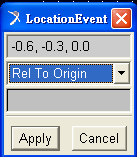 LocationEvent
-0.6, -0.3, 0.0
Rel To Origin
Apply Cancel